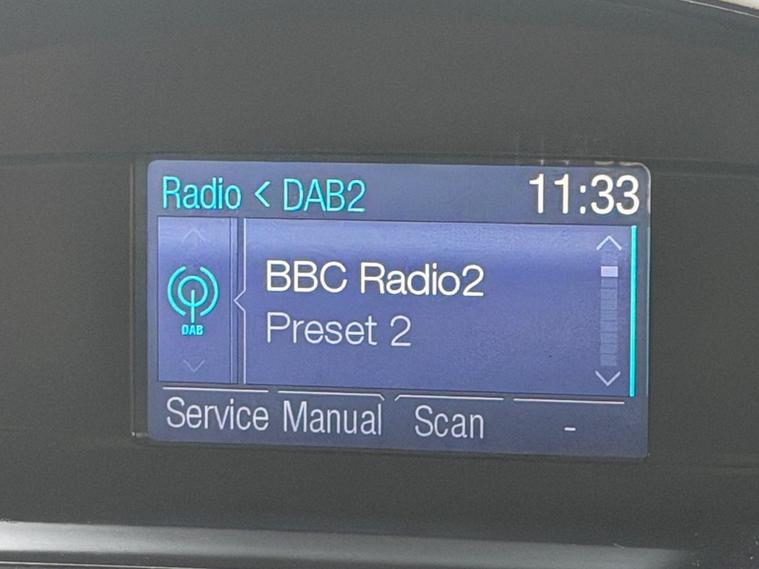 Radio < DAB2 11:33
BBC Radio2
DAB
Preset 2
Service Manual Scan -